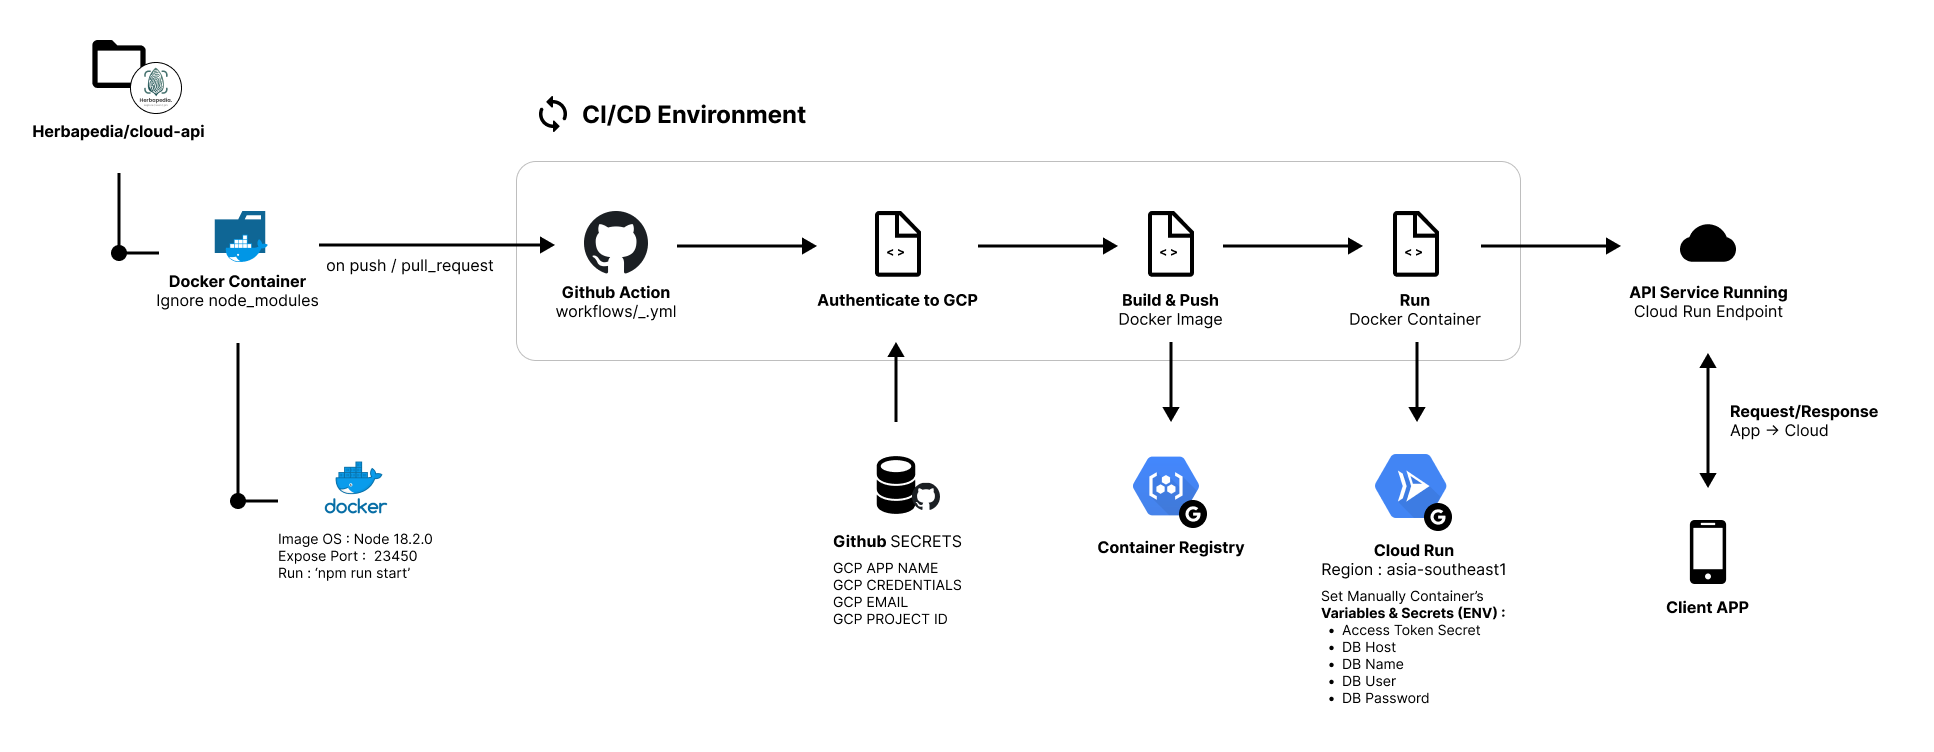 Herbapedia.
Herbapedia/cloud-api
CI/CD Environment
Docker Container
Ignore node_modules
on push / pull_request
Github Action
workflows/_.yml
< >
Authenticate to GCP
< >
Build & Push
Docker Image
< >
Run
Docker Container
API Service Running
Cloud Run Endpoint
Request/Response
App → Cloud
docker
Image OS : Node 18.2.0
Expose Port : 23450
Run : ‘npm run start’
Github SECRETS
GCP APP NAME
GCP CREDENTIALS
GCP EMAIL
GCP PROJECT ID
G
Container Registry
G
Cloud Run
Region : asia-southeast1
Set Manually Container’s
Variables & Secrets (ENV) :
• Access Token Secret
• DB Host
• DB Name
• DB User
• DB Password
Client APP